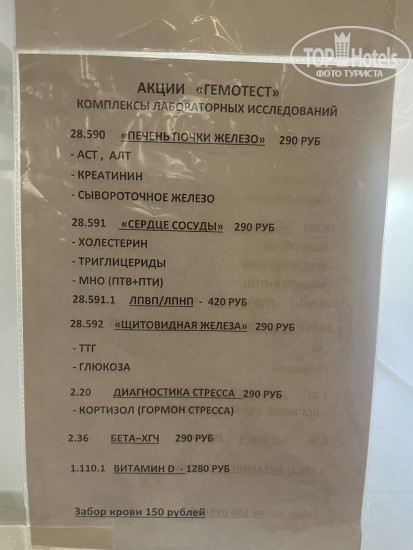 TOP Hotels
ФОТО ТУРИСТА
АКЦИИ «ГЕМОТЕСТ»
КОМПЛЕКСЫ ЛАБОRАТОРНЫХ ИССЛЕДОВАНИЙ
28.590 «ПЕЧЕНЬ ПОЧКИ ЖЕЛЕЗО» 290 РУБ
- АСТ , АЛТ
- КРЕАТИНИН
- СЫВОРОТОЧНОЕ ЖЕЛЕЗО
28.591 «СЕРДЦЕ СОСУДЫ» 290 РУБ
- ХОЛЕСТЕРИН
- ТРИГЛИЦЕРИДЫ
- МНО (ПТВ+ПТИ)
28.591.1 ЛПВП/ЛПНП - 420 РУБ
28.592 «ЩИТОВИДНАЯ ЖЕЛЕЗА» 290 РУБ
- ТТГ
- ГЛЮКОЗА
2.20 ДИАГНОСТИКА СТРЕССА 290 РУБ
- КОРТИЗОЛ (ГОРМОН СТРЕССА)
2.36 БЕТА–ХГЧ 290 РУБ
1.110.1 ВИТАМИН D - 1280 РУБ
Забор крови 150 рублей